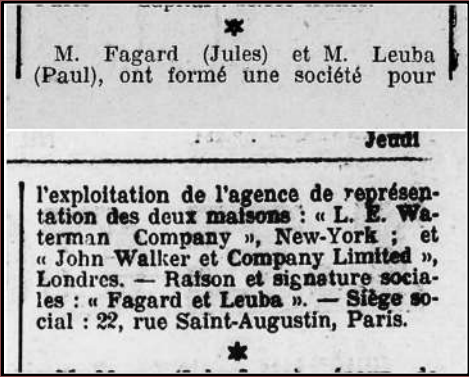 *
M. Fagard (Jules) et M. Leuba
(Paul), ont formé une société pour
Jeudi
l'exploitation de l'agence de représen-
tation des deux maisons : « L. E. Wa-
terman Company », New-York ; et
« John Walker et Company Limited »,
Londres. — Raison et signature socia-
les : « Fagard et Leuba ». — Siège so-
cial : 22, rue Saint-Augustin, Paris.
*